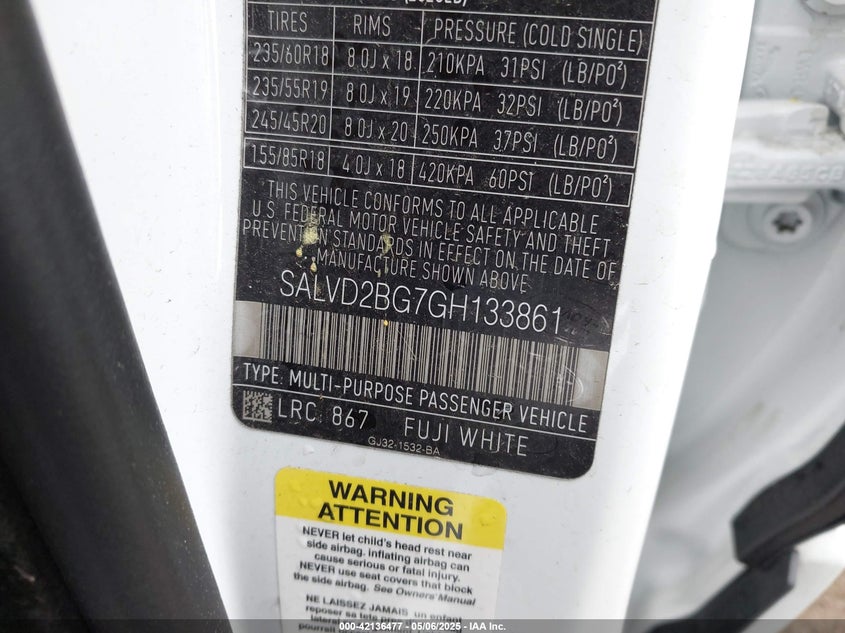 TIRES RIMS PRESSURE (COLD SINGLE)
235/60R18 8.0J x 18 210KPA 31PSI (LB/PO²)
235/55R19 8.0J x 19 220KPA 32PSI (LB/PO²)
245/45R20 8.0J x 20 250KPA 37PSI (LB/PO²)
155/85R18 4.0J x 18 420KPA 60PSI (LB/PO²)
THIS VEHICLE CONFORMS TO ALL APPLICABLE
U.S. FEDERAL MOTOR VEHICLE SAFETY AND THEFT
PREVENTION STANDARDS IN EFFECT ON THE DATE OF
MANUFACTURE SHOWN ABOVE
SALVD2BG7GH133861
TYPE: MULTI-PURPOSE PASSENGER VEHICLE
LRC: 867 FUJI WHITE
GJ32-1532-BA
WARNING
ATTENTION
NEVER let child's head rest near
side airbag. inflating airbag can
cause serious or fatal injury.
NEVER use seat covers that block
the side airbag. See Owners' Manual
NE LAISSEZ JAMAIS un enfant
reposer sa tete
000-42136477 — 05/06/2025 — IAA Inc.